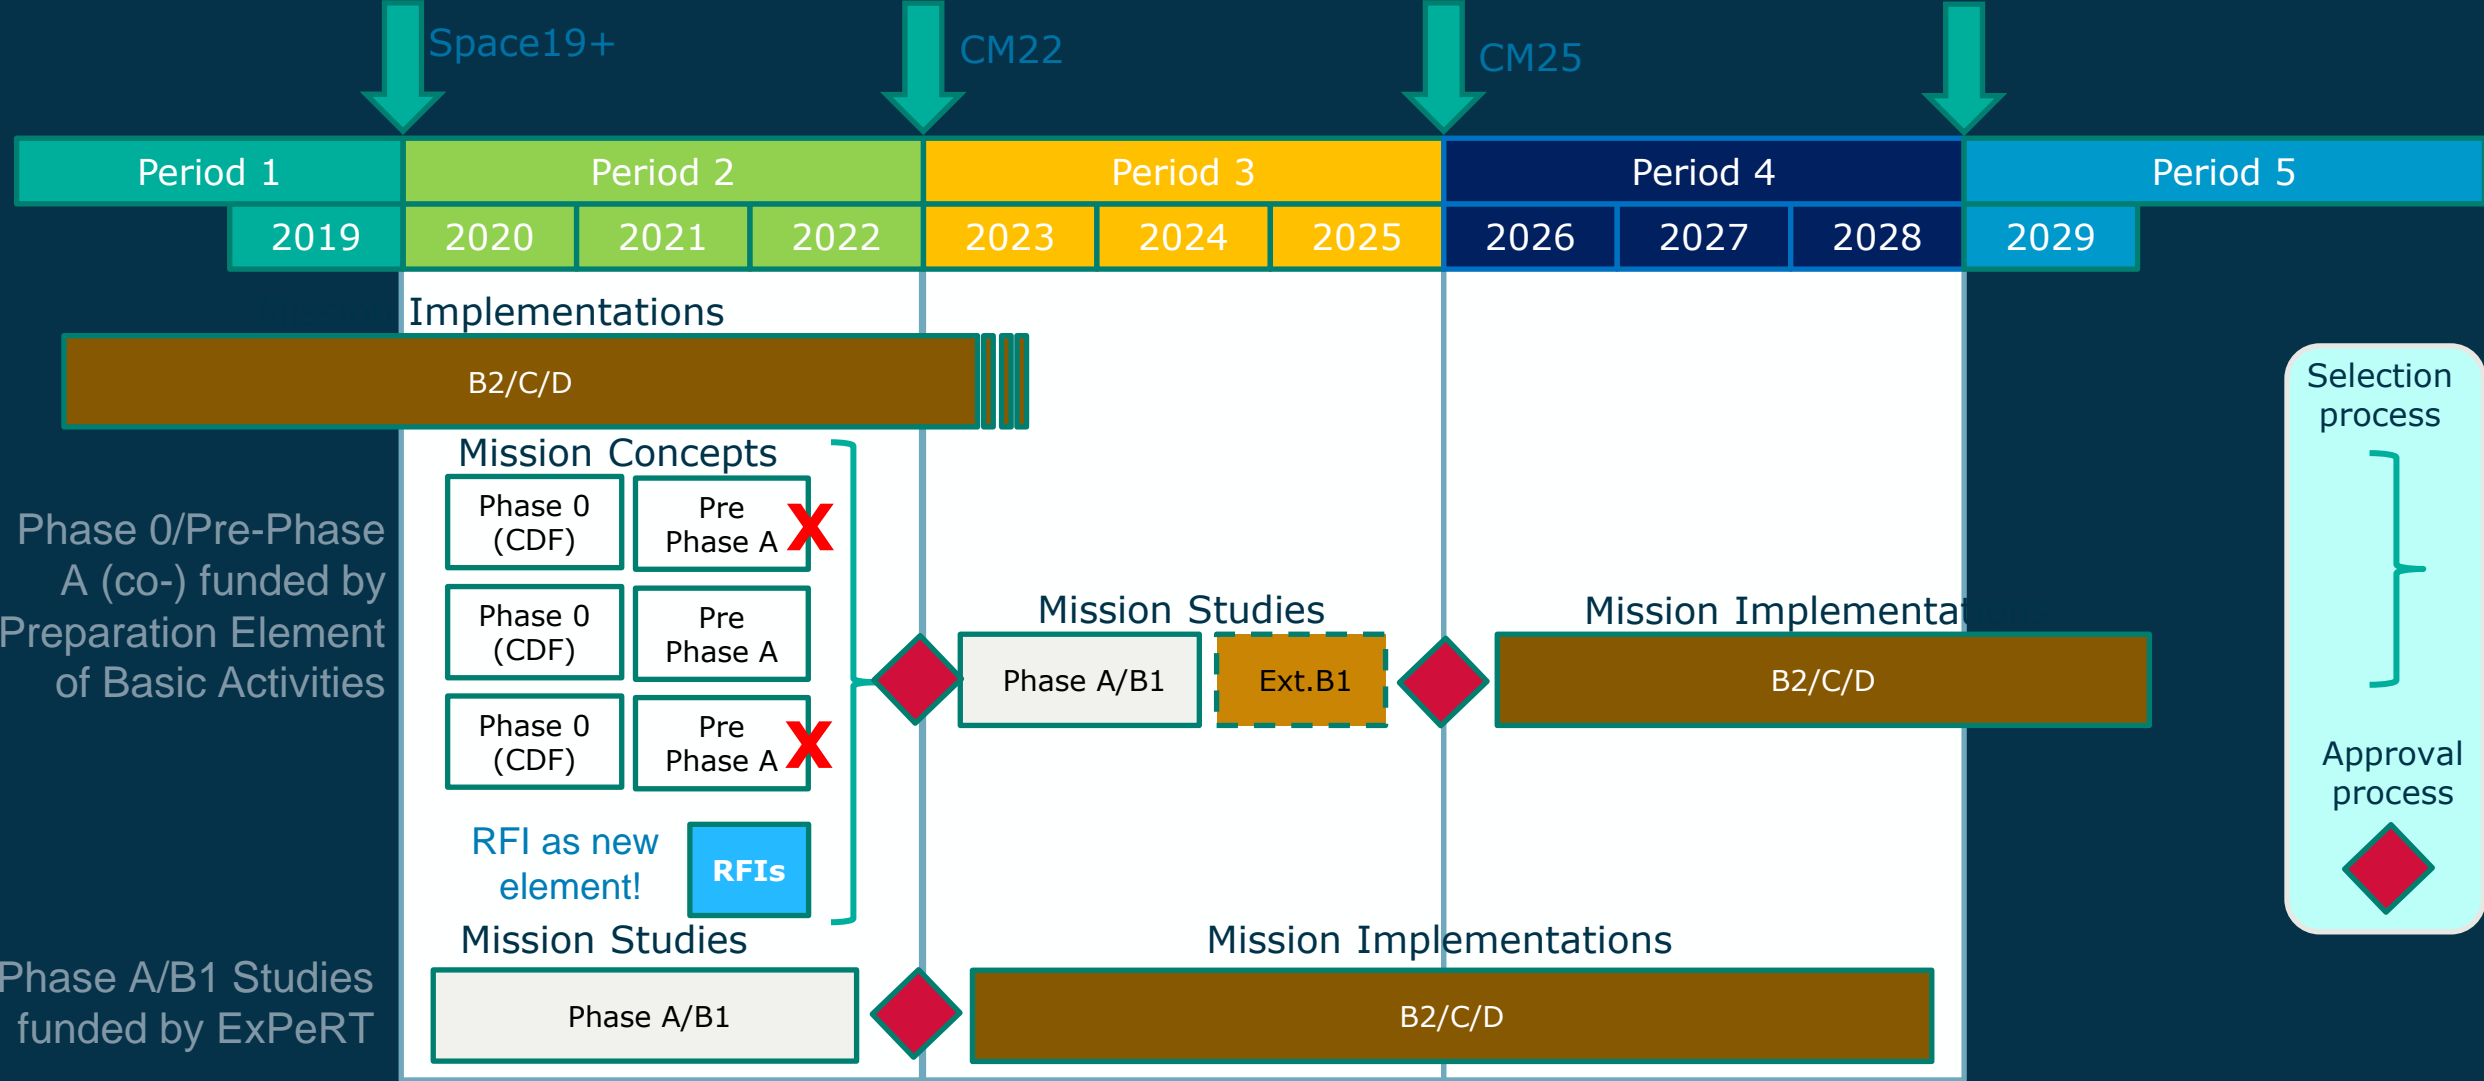 Space19+
CM22
CM25
Period 1
Period 2
Period 3
Period 4
Period 5
2019
2020
2021
2022
2023
2024
2025
2026
2027
2028
2029
Implementations
B2/C/D
Mission Concepts
Phase 0
(CDF)
Pre
Phase A
X
Phase 0
(CDF)
Pre
Phase A
Phase 0
(CDF)
Pre
Phase A
X
RFI as new
element!
RFIs
Phase 0/Pre-Phase
A (co-) funded by
Preparation Element
of Basic Activities
Mission Studies
Phase A/B1
Ext.B1
Mission Implementat
B2/C/D
Selection
process
Approval
process
Mission Studies
Phase A/B1
Mission Implementations
B2/C/D
Phase A/B1 Studies
funded by ExPeRT